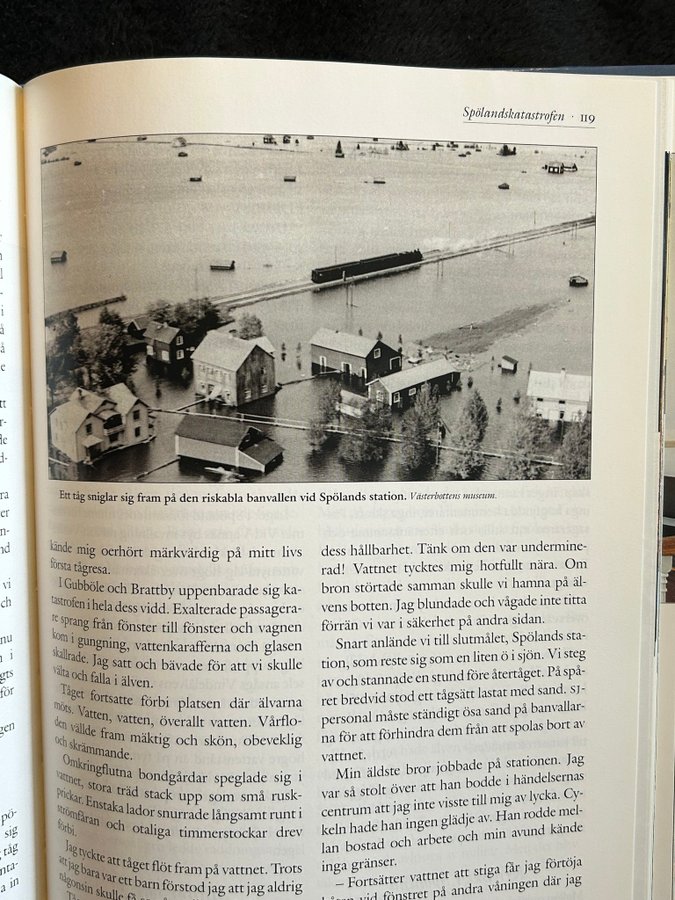 Spölandskatastrofen · 119
Ett tåg sniglar sig fram på den riskabla banvallen vid Spölands station. Västerbottens museum.
kände mig oerhört märkvärdig på mitt livs
första tågresa.
I Gubböle och Brattby uppenbarade sig ka-
tastrofen i hela dess vidd. Exalterade passagera-
re sprang från fönster till fönster och vagnen
kom i gungning, vattenkarafferna och glasen
skallrade. Jag satt och bävade för att vi skulle
välta och falla i älven.
Tåget fortsatte förbi platsen där älvarna
möts. Vatten, vatten, överallt vatten. Vårflo-
den vällde fram mäktig och skön, obeveklig
och skrämmande.
Omkringflutna bondgårdar speglade sig i
vattnet, stora träd stack upp som små rusk-
prickar. Enstaka lador snurrade långsamt runt i
strömfåran och otaliga timmerstockar drev
förbi.
Jag tyckte att tåget flöt fram på vattnet. Trots
att jag bara var ett barn förstod jag att jag aldrig
någonsin skulle få
dess hållbarhet. Tänk om den var undermine-
rad! Vattnet tycktes mig hotfullt nära. Om
bron störtade samman skulle vi hamna på äl-
vens botten. Jag blundade och vågade inte titta
förrän vi var i säkerhet på andra sidan.
Snart anlände vi till slutmålet, Spölands sta-
tion, som reste sig som en liten ö i sjön. Vi steg
av och stannade en stund före återtåget. På spå-
ret bredvid stod ett tågsätt lastat med sand. SJ-
personal måste ständigt ösa sand på banvallar-
na för att förhindra dem från att spolas bort av
vattnet.
Min äldste bror jobbade på stationen. Jag
var så stolt över att han bodde i händelsernas
centrum att jag inte visste till mig av lycka. Cy-
keln hade han ingen glädje av. Han rodde mel-
lan bostad och arbete och min avund kände
inga gränser.
– Fortsätter vattnet att stiga får jag förtöja
vid fönstret på andra våningen där jag